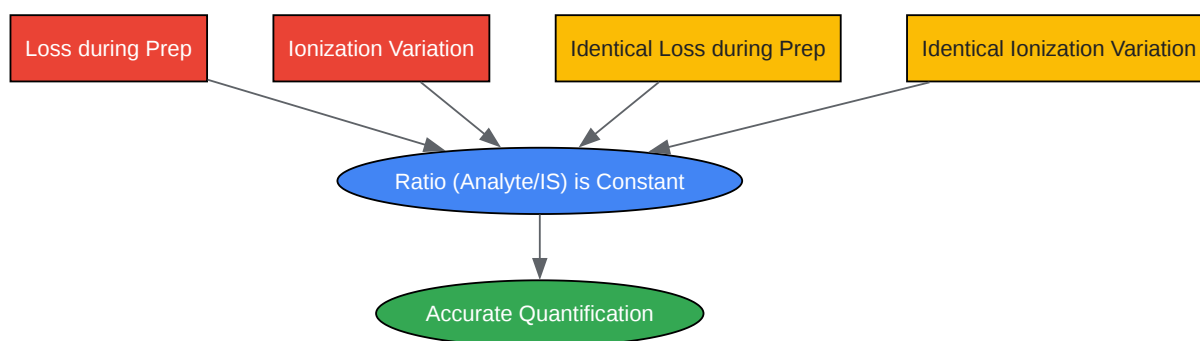 Loss during Prep
Ionization Variation
Identical Loss during Prep
Identical Ionization Variation
Ratio (Analyte/IS) is Constant
Accurate Quantification